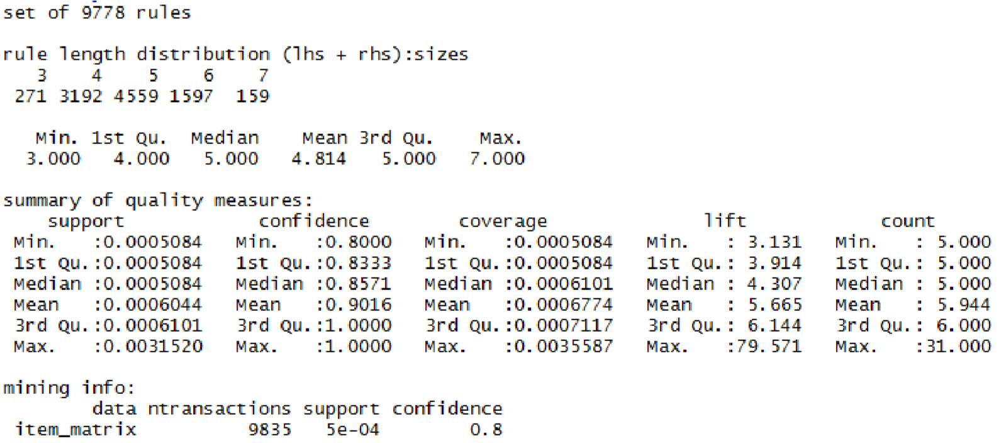 set of 9778 rules
rule length distribution (lhs + rhs):sizes
3 4 5 6 7
271 3192 4559 1597 159
Min. 1st Qu. Median Mean 3rd Qu. Max.
3.000 4.000 5.000 4.814 5.000 7.000
summary of quality measures:
support confidence coverage lift count
Min. :0.0005084 Min. :0.8000 Min. :0.0005084 Min. : 3.131 Min. : 5.000
1st Qu.:0.0005084 1st Qu.:0.8333 1st Qu.:0.0005084 1st Qu.: 3.914 1st Qu.: 5.000
Median :0.0005084 Median :0.8571 Median :0.0006101 Median : 4.307 Median : 5.000
Mean :0.0006044 Mean :0.9016 Mean :0.0006774 Mean : 5.665 Mean : 5.944
3rd Qu.:0.0006101 3rd Qu.:1.0000 3rd Qu.:0.0007117 3rd Qu.: 6.144 3rd Qu.: 6.000
Max. :0.0031520 Max. :1.0000 Max. :0.0035587 Max. :79.571 Max. :31.000
mining info:
data ntransactions support confidence
item_matrix 9835 5e-04 0.8